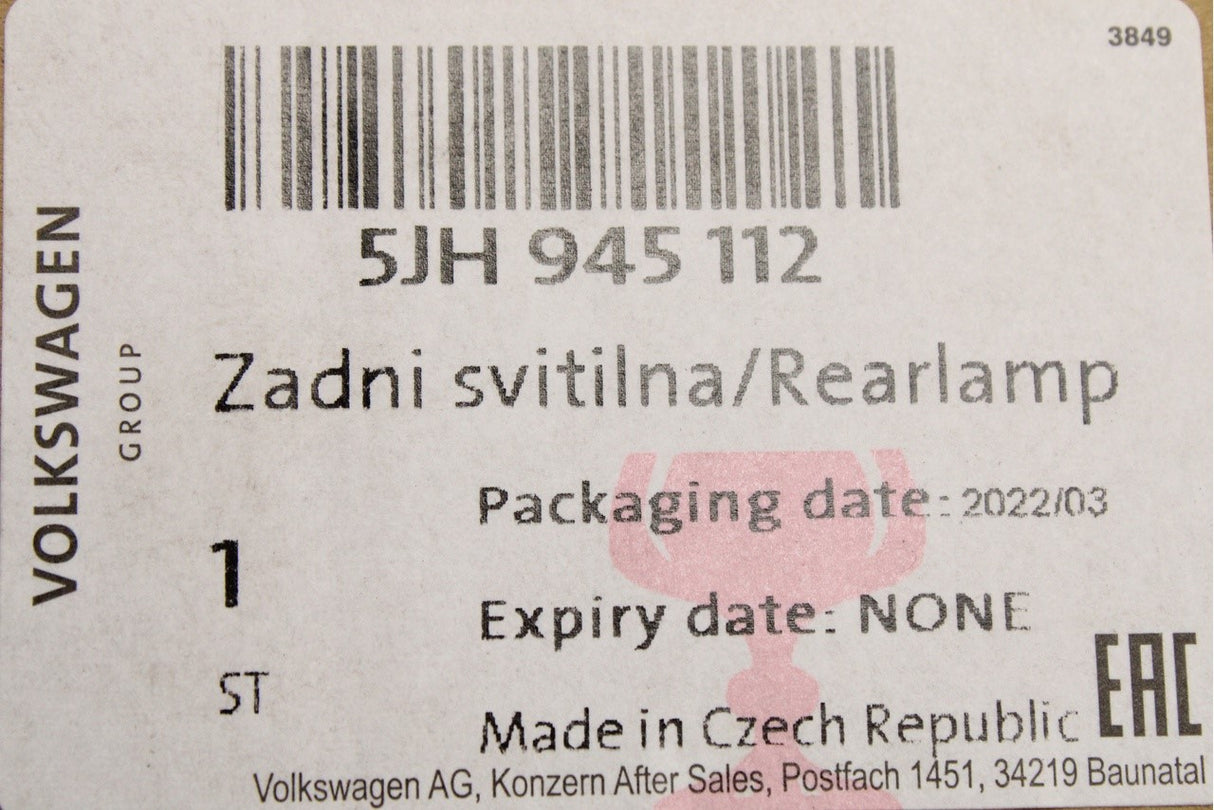 3849
5JH 945 112
VOLKSWAGEN
GROUP
Zadni svitilna/Rearlamp
Packaging date: 2022/03
1
Expiry date: NONE
ST
Made in Czech Republic
EAC
Volkswagen AG, Konzern After Sales, Postfach 1451, 34219 Baunatal